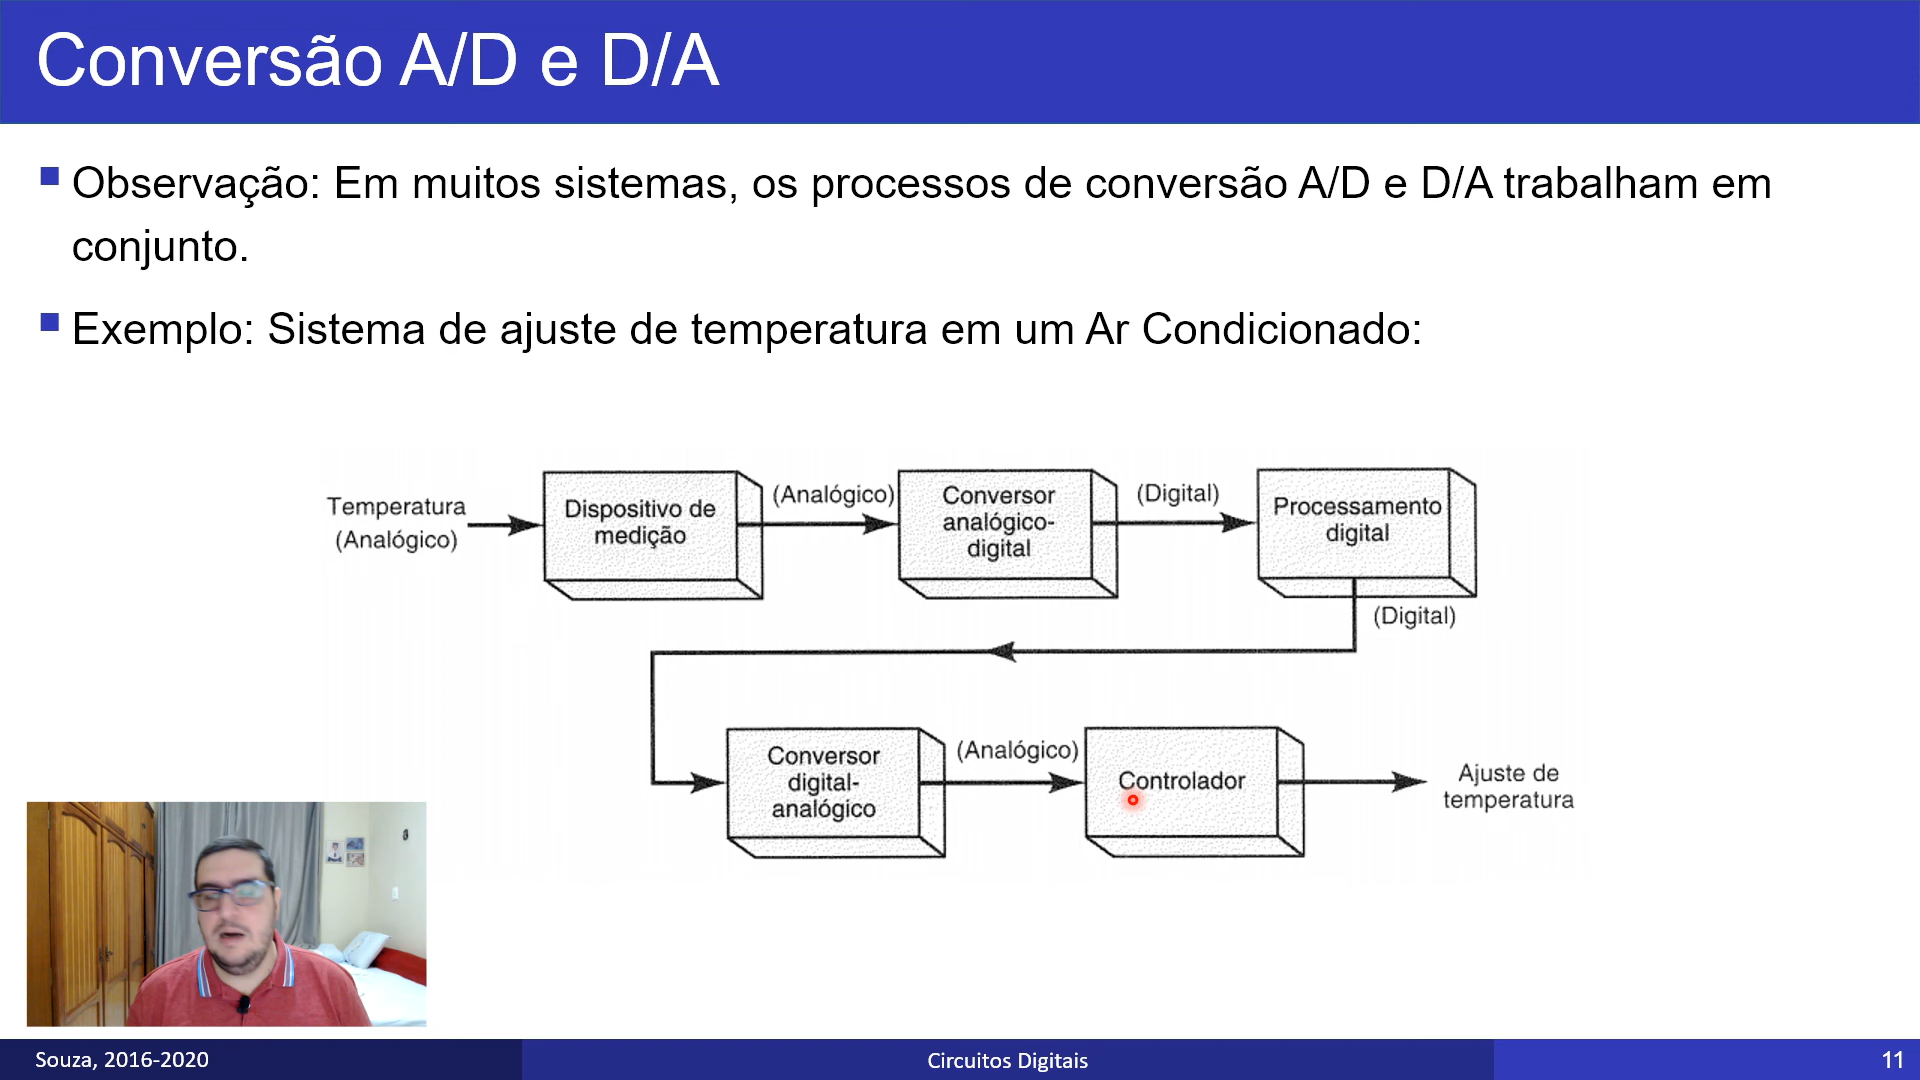 Conversão A/D e D/A
Observação: Em muitos sistemas, os processos de conversão A/D e D/A trabalham em
conjunto.
Exemplo: Sistema de ajuste de temperatura em um Ar Condicionado:
Temperatura
(Analógico)
Dispositivo de
medição
(Analógico)
Conversor
analógico-
digital
(Digital)
Processamento
digital
(Digital)
Conversor
digital-
analógico
(Analógico)
Controlador
Ajuste de
temperatura
Souza, 2016-2020
Circuitos Digitais
11